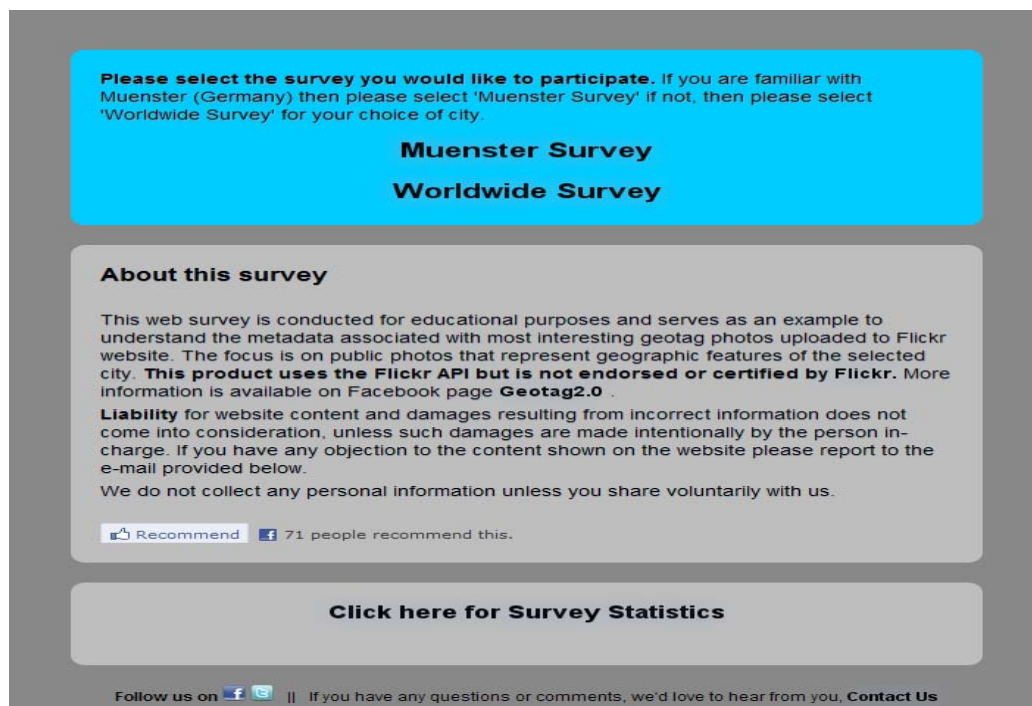 Please select the survey you would like to participate. If you are familiar with
Muenster (Germany) then please select 'Muenster Survey' if not, then please select
'Worldwide Survey' for your choice of city.
Muenster Survey
Worldwide Survey
About this survey
This web survey is conducted for educational purposes and serves as an example to
understand the metadata associated with most interesting geotag photos uploaded to Flickr
website. The focus is on public photos that represent geographic features of the selected
city. This product uses the Flickr API but is not endorsed or certified by Flickr. More
information is available on Facebook page Geotag2.0 .
Liability for website content and damages resulting from incorrect information does not
come into consideration, unless such damages are made intentionally by the person in-
charge. If you have any objection to the content shown on the website please report to the
e-mail provided below.
We do not collect any personal information unless you share voluntarily with us.
Recommend f 71 people recommend this.
Click here for Survey Statistics
Follow us on f t || If you have any questions or comments, we'd love to hear from you, Contact Us